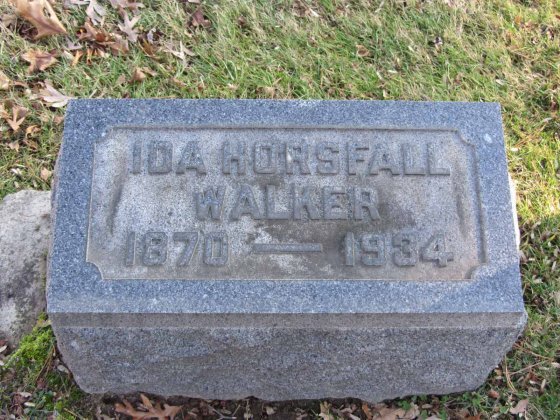 IDA HORSFALL
WALKER
1870 — 1934